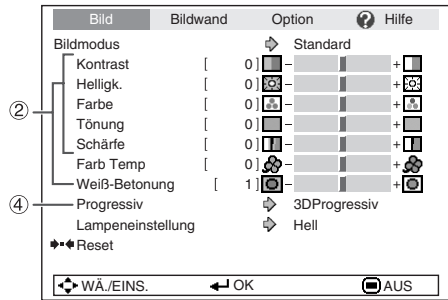 Bild Bildwand Option ? Hilfe
Bildmodus Standard
Kontrast [ 0 ] - +
Helligk. [ 0 ] - +
② Farbe [ 0 ] - +
Tönung [ 0 ] - +
Schärfe [ 0 ] - +
Farb Temp [ 0 ] - +
Weiß-Betonung [ 1 ] - +
④ Progressiv 3DProgressiv
Lampeneinstellung Hell
Reset
WÄ./EINS. OK AUS